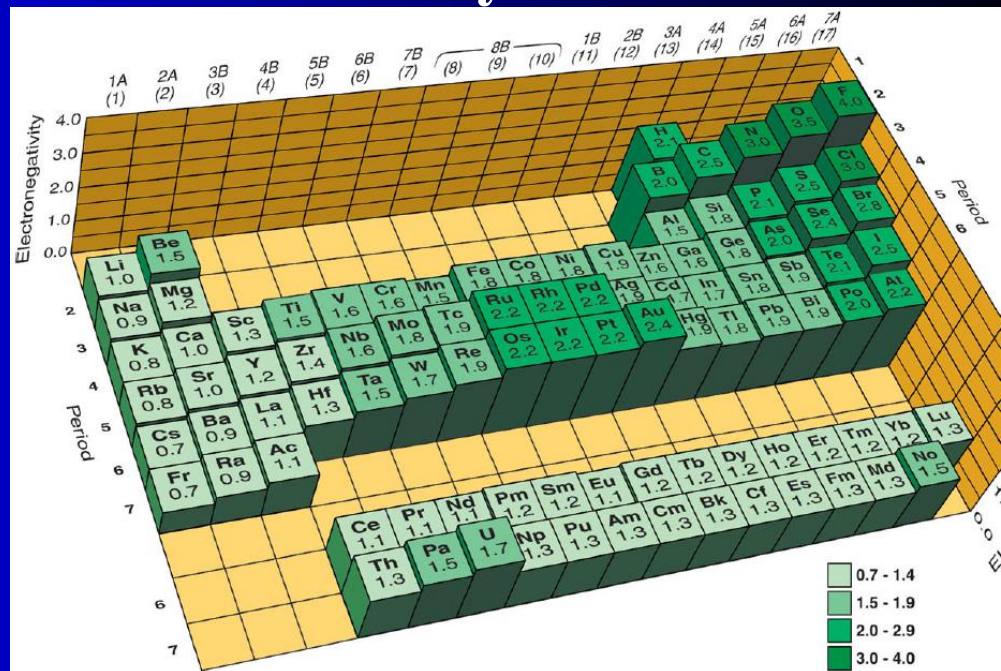 1A
(1)
2A
(2)
3B
(3)
4B
(4)
5B
(5)
6B
(6)
7B
(7)
8B
(8)
(9)
(10)
1B
(11)
2B
(12)
3A
(13)
4A
(14)
5A
(15)
6A
(16)
7A
(17)
Electronegativity
4.0
3.0
2.0
1.0
0.0
1
2
3
4
5
6
Period
H
2.1
Li
1.0
Be
1.5
B
2.0
C
2.5
N
3.0
O
3.5
F
4.0
Na
0.9
Mg
1.2
Al
1.5
Si
1.8
P
2.1
S
2.5
Cl
3.0
K
0.8
Ca
1.0
Sc
1.3
Ti
1.5
V
1.6
Cr
1.6
Mn
1.5
Fe
1.8
Co
1.8
Ni
1.8
Cu
1.9
Zn
1.6
Ga
1.6
Ge
1.8
As
2.0
Se
2.4
Br
2.8
Rb
0.8
Sr
1.0
Y
1.2
Zr
1.4
Nb
1.6
Mo
1.8
Tc
1.9
Ru
2.2
Rh
2.2
Pd
2.2
Ag
1.9
Cd
1.7
In
1.7
Sn
1.8
Sb
1.9
Te
2.1
I
2.5
Cs
0.7
Ba
0.9
La
1.1
Hf
1.3
Ta
1.5
W
1.7
Re
1.9
Os
2.2
Ir
2.2
Pt
2.2
Au
2.4
Hg
1.9
Tl
1.8
Pb
1.9
Bi
1.9
Po
2.0
At
2.2
Fr
0.7
Ra
0.9
Ac
1.1
2
3
4
5
6
7
Period
Ce
1.1
Pr
1.1
Nd
1.1
Pm
1.2
Sm
1.2
Eu
1.1
Gd
1.2
Tb
1.2
Dy
1.2
Ho
1.2
Er
1.2
Tm
1.2
Yb
1.2
Lu
1.3
Th
1.3
Pa
1.5
U
1.7
Np
1.3
Pu
1.3
Am
1.3
Cm
1.3
Bk
1.3
Cf
1.3
Es
1.3
Fm
1.3
Md
1.3
No
1.5
6
7
0.0
0.7 - 1.4
1.5 - 1.9
2.0 - 2.9
3.0 - 4.0